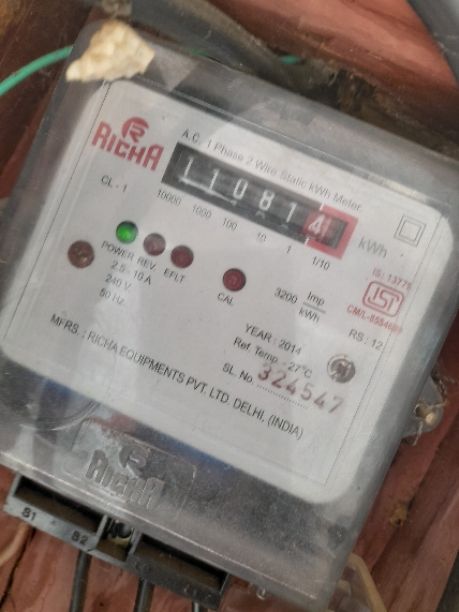 RICHA
A.C. 1 Phase 2 Wire Static kWh Meter
110814
kWh
CL - 1
10000 1000 100 10 1 1/10
POWER REV. EFLT
2.5 - 10 A
240 V.
50 Hz.
CAL
3200 Imp/kWh
IS: 13779
ISI
RS : 12
YEAR : 2014
Ref. Temp. -27°C
SL. No. 324547
MFRS. : RICHA EQUIPMENTS PVT. LTD. DELHI, (INDIA)
RICHA
S1 S2